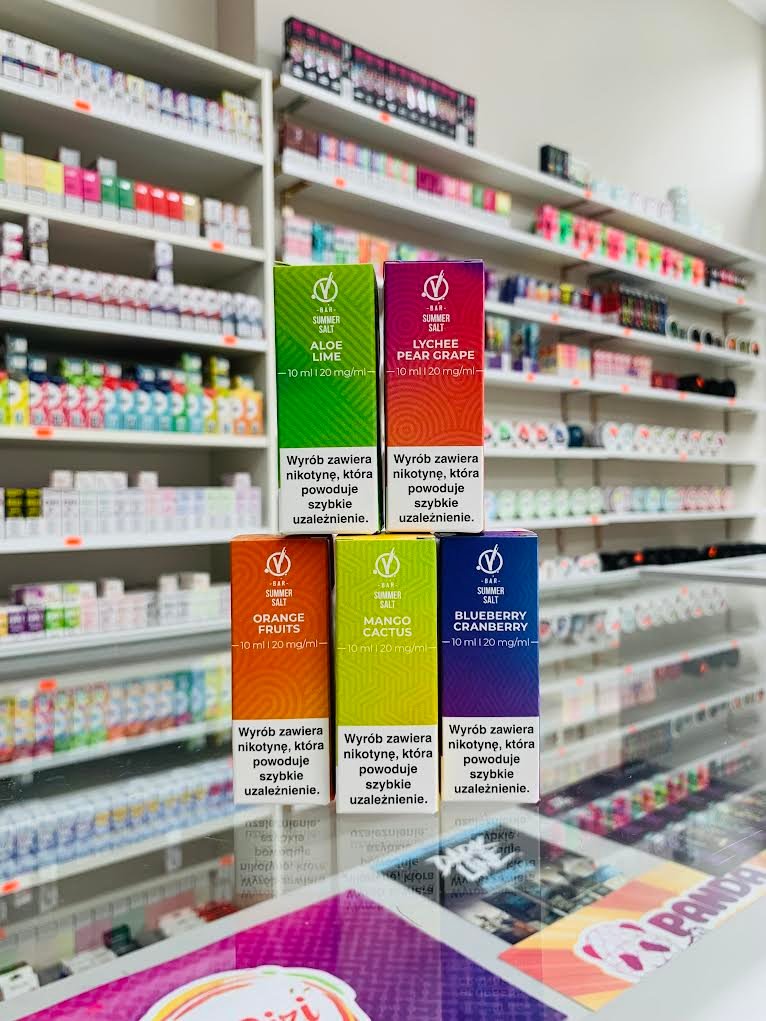 -BAR-
SUMMER
SALT
ALOE
LIME
10 ml | 20 mg/ml
Wyrób zawiera
nikotynę, która
powoduje
szybkie
uzależnienie.
-BAR-
SUMMER
SALT
LYCHEE
PEAR GRAPE
10 ml | 20 mg/ml
Wyrób zawiera
nikotynę, która
powoduje
szybkie
uzależnienie.
-BAR-
SUMMER
SALT
ORANGE
FRUITS
10 ml | 20 mg/ml
Wyrób zawiera
nikotynę, która
powoduje
szybkie
uzależnienie.
-BAR-
SUMMER
SALT
MANGO
CACTUS
10 ml | 20 mg/ml
Wyrób zawiera
nikotynę, która
powoduje
szybkie
uzależnienie.
-BAR-
SUMMER
SALT
BLUEBERRY
CRANBERRY
10 ml | 20 mg/ml
Wyrób zawiera
nikotynę, która
powoduje
szybkie
uzależnienie.
DARK
LINE
PANDA